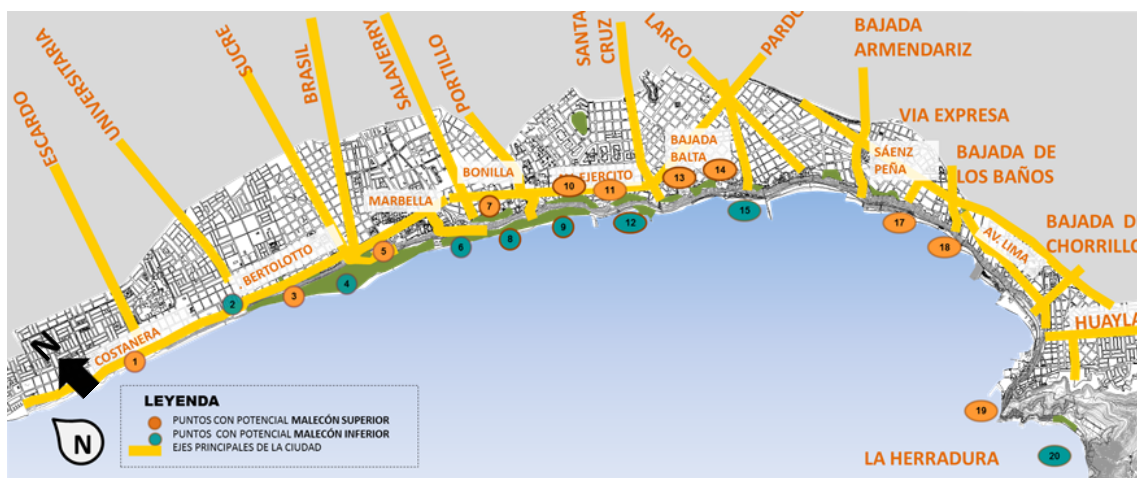 ESCARDO
UNIVERSITARIA
SUCRE
BRASIL
SALAVERRY
PORTILLO
SANTA
CRUZ
LARCO
PARDO
BAJADA
ARMENDARIZ
VIA EXPRESA
BAJADA DE
LOS BAÑOS
BAJADA D
CHORRILLO
HUAYLA
SÁENZ
PEÑA
AV. LIMA
BAJADA
BALTA
EJERCITO
BONILLA
MARBELLA
. BERTOLOTTO
COSTANERA
1
2
3
4
5
6
7
8
9
10
11
12
13
14
15
17
18
19
20
LA HERRADURA
N
N
LEYENDA
PUNTOS CON POTENCIAL MALECÓN SUPERIOR
PUNTOS CON POTENCIAL MALECÓN INFERIOR
EJES PRINCIPALES DE LA CIUDAD